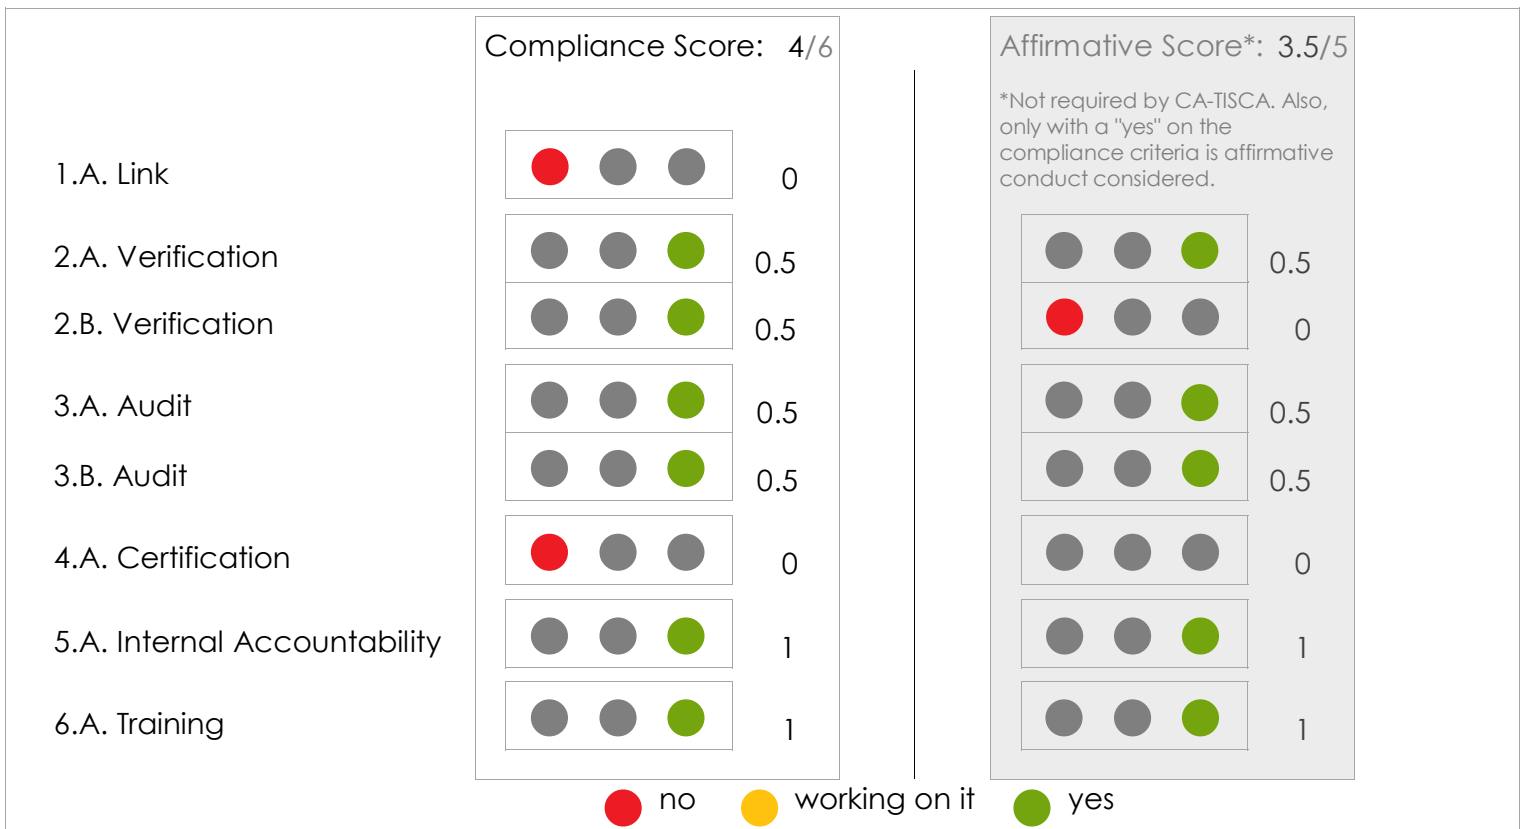 Compliance Score: 4/6
Affirmative Score*: 3.5/5
*Not required by CA-TISCA. Also,
only with a "yes" on the
compliance criteria is affirmative
conduct considered.
1.A. Link 0
2.A. Verification 0.5 0.5
2.B. Verification 0.5 0
3.A. Audit 0.5 0.5
3.B. Audit 0.5 0.5
4.A. Certification 0 0
5.A. Internal Accountability 1 1
6.A. Training 1 1
no working on it yes